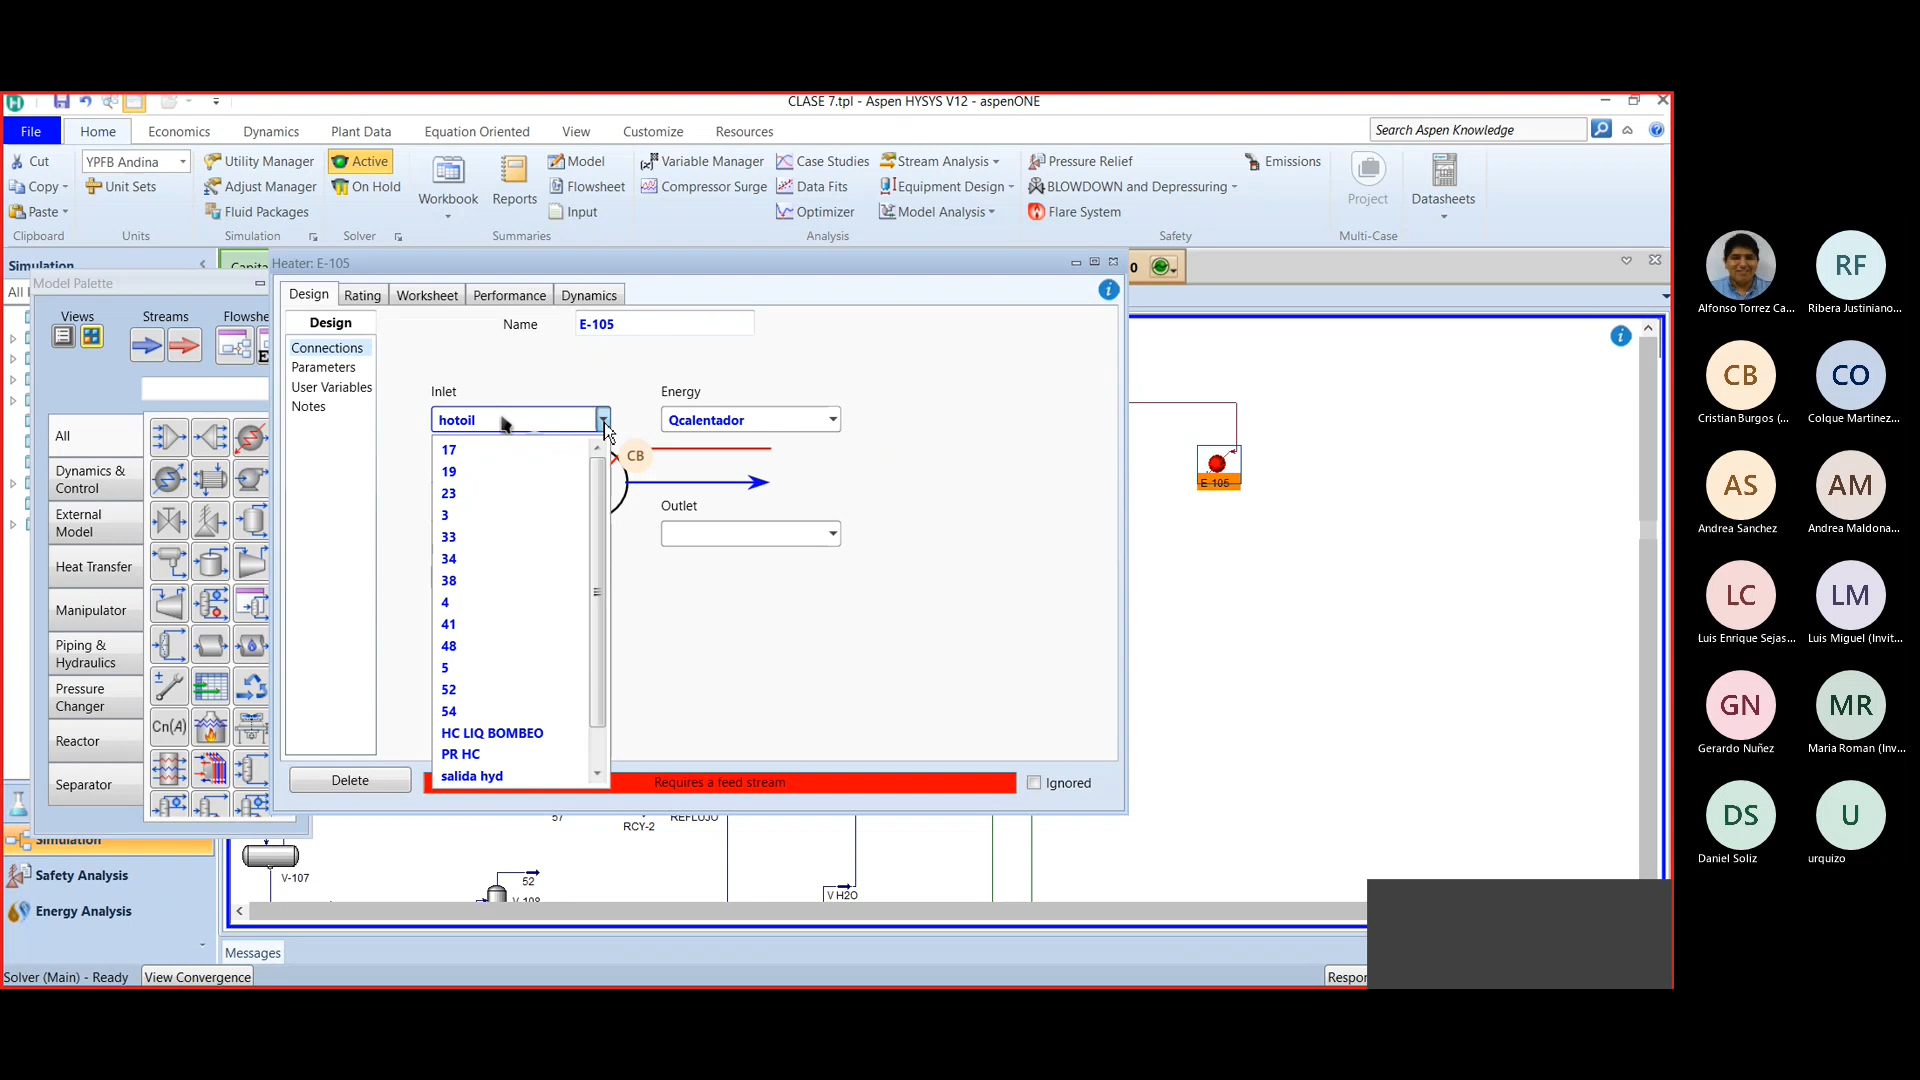 CLASE 7.tpl - Aspen HYSYS V12 - aspenONE
File
Home
Economics
Dynamics
Plant Data
Equation Oriented
View
Customize
Resources
Search Aspen Knowledge
Cut
Copy
Paste
Clipboard
YPFB Andina
Unit Sets
Units
Utility Manager
Adjust Manager
Fluid Packages
Simulation
Active
On Hold
Solver
Workbook
Reports
Model
Flowsheet
Input
Summaries
Variable Manager
Compressor Surge
Case Studies
Data Fits
Optimizer
Stream Analysis
Equipment Design
Model Analysis
Analysis
Pressure Relief
BLOWDOWN and Depressuring
Flare System
Safety
Emissions
Project
Multi-Case
Datasheets
Simulation
All
Capita
Model Palette
Views
Streams
Flowshe
All
Dynamics &
Control
External
Model
Heat Transfer
Manipulator
Piping &
Hydraulics
Pressure
Changer
Reactor
Separator
Cn(A)
Heater: E-105
0
Design
Rating
Worksheet
Performance
Dynamics
Design
Connections
Parameters
User Variables
Notes
Name
E-105
Inlet
hotoil
Energy
Qcalentador
CB
Outlet
17
19
23
3
33
34
38
4
41
48
5
52
54
HC LIQ BOMBEO
PR HC
salida hyd
Delete
Requires a feed stream
Ignored
E-105
57
RCY-2
REFLUJO
V-107
52
V-108
V H2O
Simulation
Safety Analysis
Energy Analysis
Messages
Solver (Main) - Ready
View Convergence
Respor
Alfonso Torrez Ca...
RF
Ribera Justiniano...
CB
Cristian Burgos (...
CO
Colque Martinez...
AS
Andrea Sanchez
AM
Andrea Maldona...
LC
Luis Enrique Sejas...
LM
Luis Miguel (Invit...
GN
Gerardo Nuñez
MR
Maria Roman (Inv...
DS
Daniel Soliz
U
urquizo